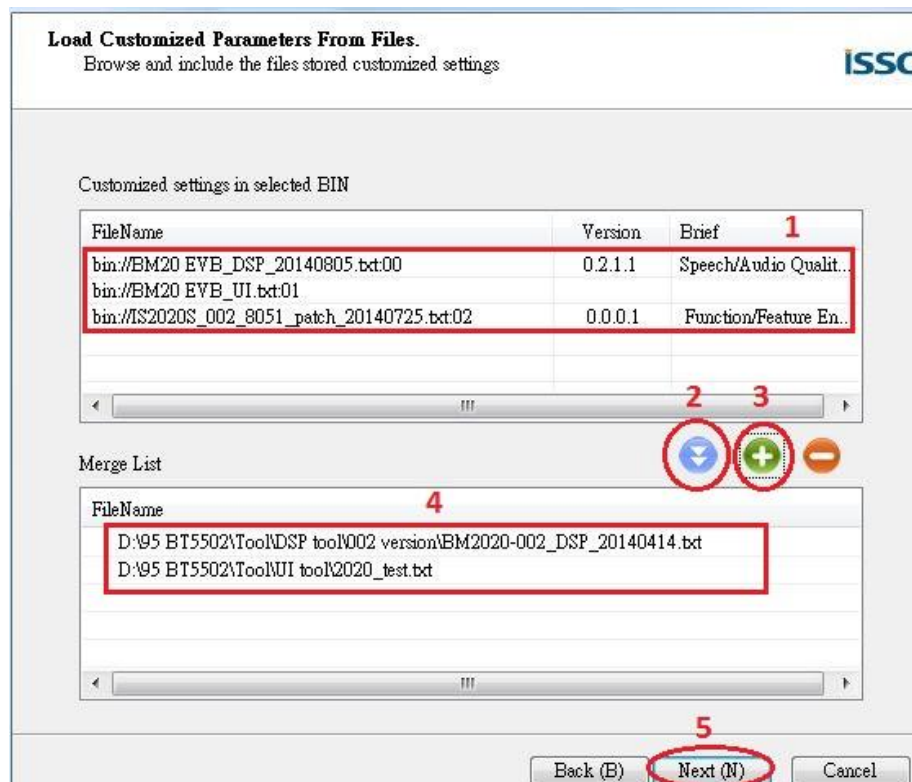 Load Customized Parameters From Files.
Browse and include the files stored customized settings
ISSC
Customized settings in selected BIN
FileName Version Brief 1
bin://BM20 EVB_DSP_20140805.txt:00 0.2.1.1 Speech/Audio Qualit...
bin://BM20 EVB_UI.txt:01
bin://IS2020S_002_8051_patch_20140725.txt:02 0.0.0.1 Function/Feature En...
2 3
Merge List
FileName 4
D:\95 BT5502\Tool\DSP tool\002 version\BM2020-002_DSP_20140414.txt
D:\95 BT5502\Tool\UI tool\2020_test.txt
5
Back (B) Next (N) Cancel